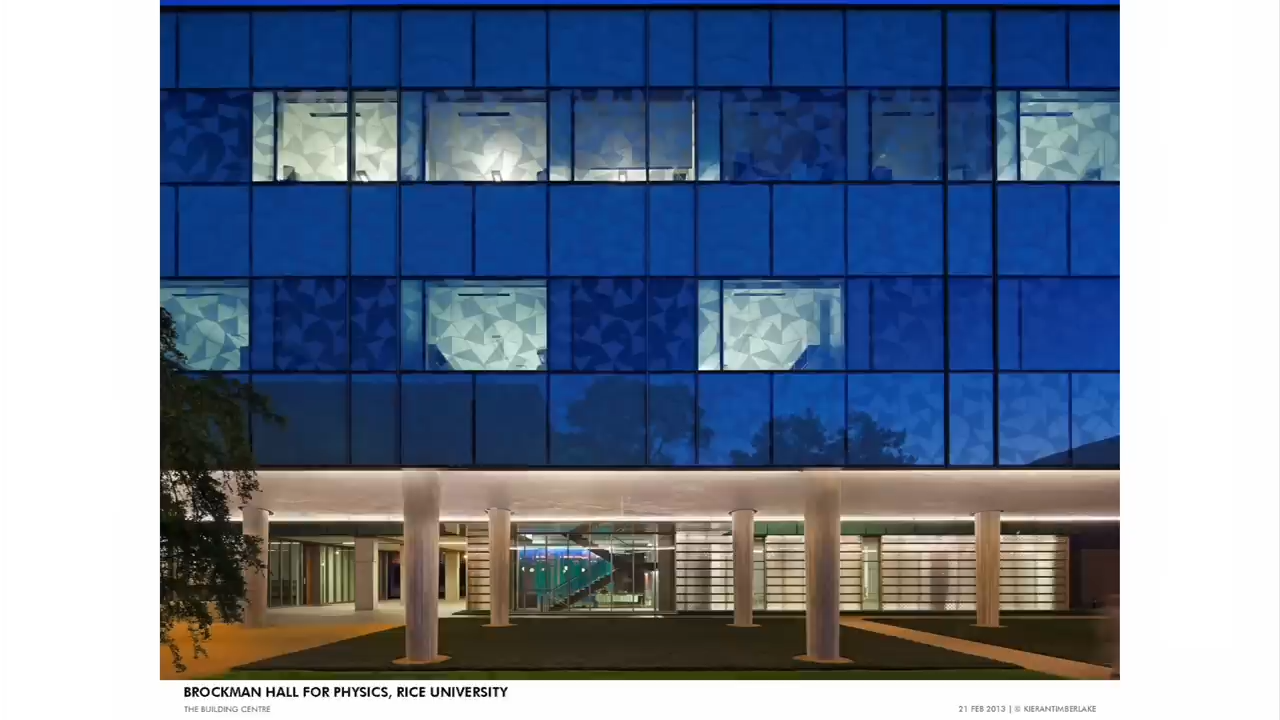 BROCKMAN HALL FOR PHYSICS, RICE UNIVERSITY
THE BUILDING CENTRE
21 FEB 2013 | © KIERANTIMBERLAKE